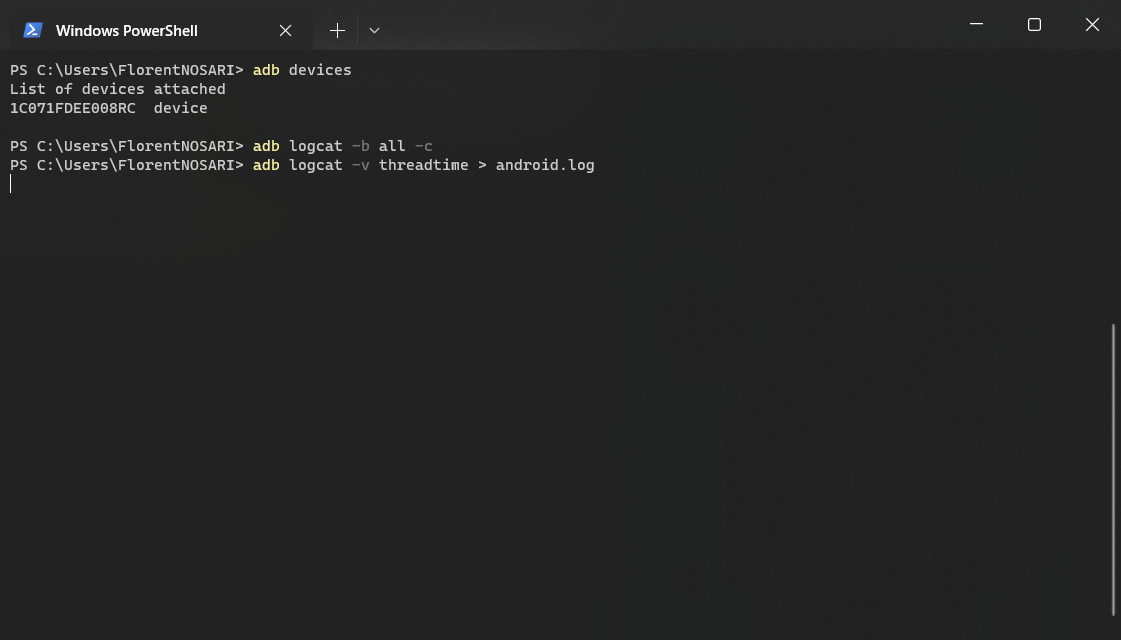 Windows PowerShell
PS C:\Users\FlorentNOSARI> adb devices
List of devices attached
1C071FDEE008RC  device
PS C:\Users\FlorentNOSARI> adb logcat -b all -c
PS C:\Users\FlorentNOSARI> adb logcat -v threadtime > android.log